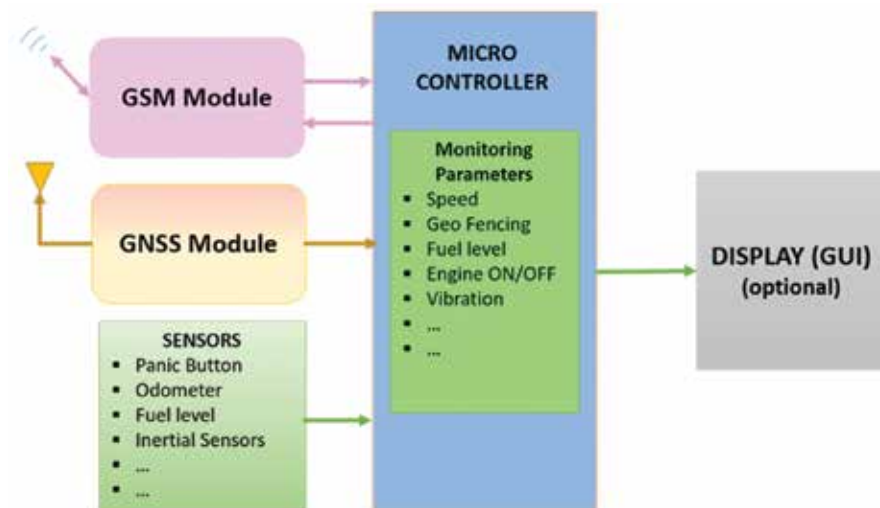 GSM Module
GNSS Module
SENSORS
▪ Panic Button
▪ Odometer
▪ Fuel level
▪ Inertial Sensors
▪ ...
▪ ...
MICRO
CONTROLLER
Monitoring
Parameters
▪ Speed
▪ Geo Fencing
▪ Fuel level
▪ Engine ON/OFF
▪ Vibration
▪ ...
▪ ...
DISPLAY (GUI)
(optional)